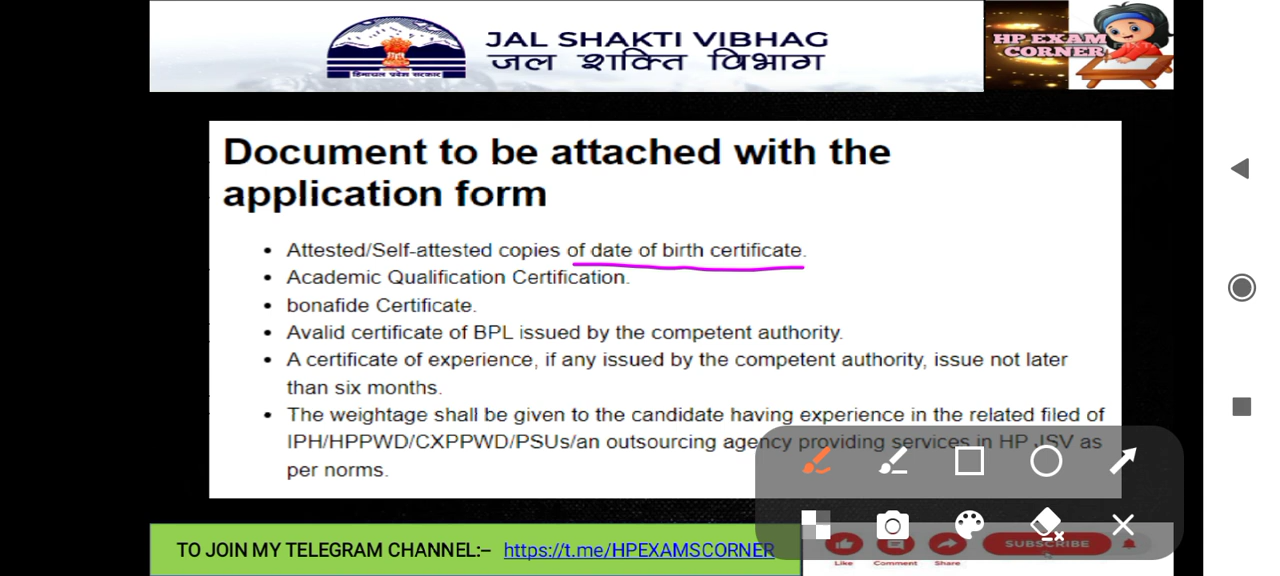 हिमाचल प्रदेश सरकार
JAL SHAKTI VIBHAG
जल शक्ति विभाग
HP EXAM
CORNER
Document to be attached with the
application form
• Attested/Self-attested copies of date of birth certificate.
• Academic Qualification Certification.
• bonafide Certificate.
• Avalid certificate of BPL issued by the competent authority.
• A certificate of experience, if any issued by the competent authority, issue not later
than six months.
• The weightage shall be given to the candidate having experience in the related filed of
IPH/HPPWD/CXPPWD/PSUs/an outsourcing agency providing services in HP JSV as
per norms.
TO JOIN MY TELEGRAM CHANNEL:– https://t.me/HPEXAMSCORNER
SUBSCRIBE
Like Comment Share